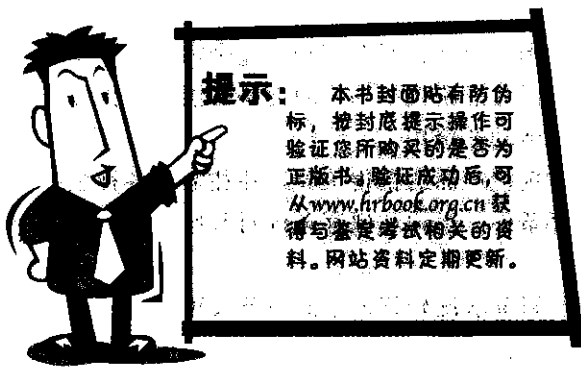 提示： 本书封面贴有防伪
标，按封底提示操作可
验证您所购买的是否为
正版书。验证成功后，可
从www.hrbook.org.cn获
得与鉴定考试相关的资
料。网站资料定期更新。